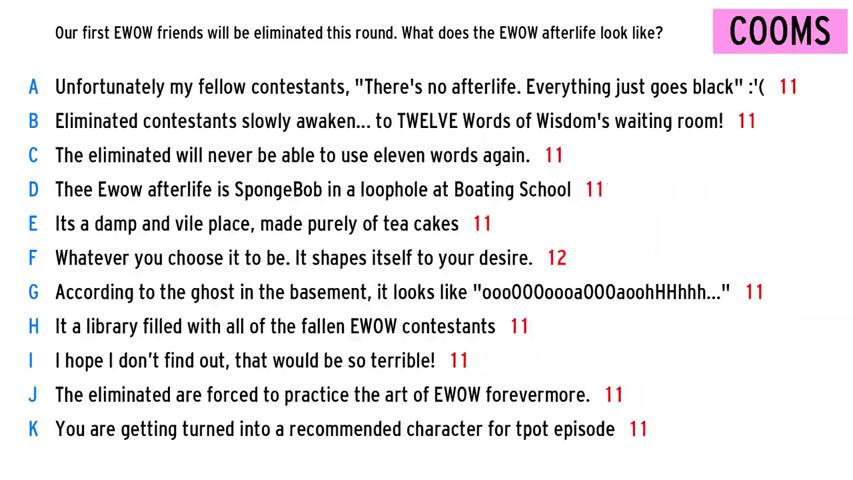 Our first EWOW friends will be eliminated this round. What does the EWOW afterlife look like?
COOMS
A Unfortunately my fellow contestants, "There's no afterlife. Everything just goes black" :'( 11
B Eliminated contestants slowly awaken... to TWELVE Words of Wisdom's waiting room! 11
C The eliminated will never be able to use eleven words again. 11
D Thee Ewow afterlife is SpongeBob in a loophole at Boating School 11
E Its a damp and vile place, made purely of tea cakes 11
F Whatever you choose it to be. It shapes itself to your desire. 12
G According to the ghost in the basement, it looks like "oooOOOoooaOOOaoohHHhhh..." 11
H It a library filled with all of the fallen EWOW contestants 11
I I hope I don't find out, that would be so terrible! 11
J The eliminated are forced to practice the art of EWOW forevermore. 11
K You are getting turned into a recommended character for tpot episode 11